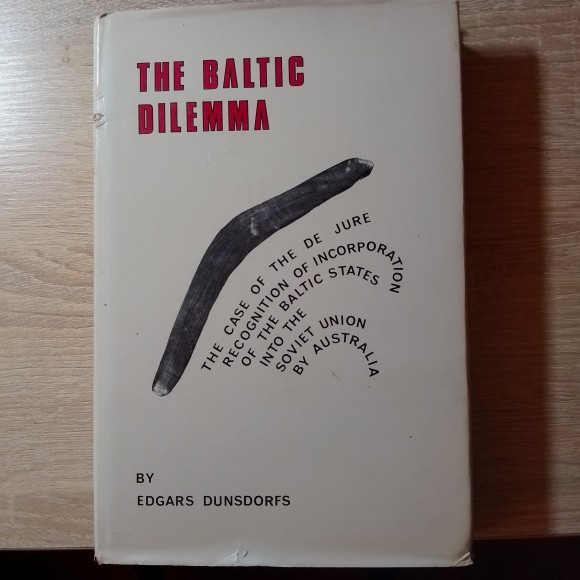 THE BALTIC
DILEMMA
THE CASE OF THE DE JURE
RECOGNITION OF INCORPORATION
OF THE BALTIC STATES
INTO THE
SOVIET UNION
BY AUSTRALIA
BY
EDGARS DUNSDORFS